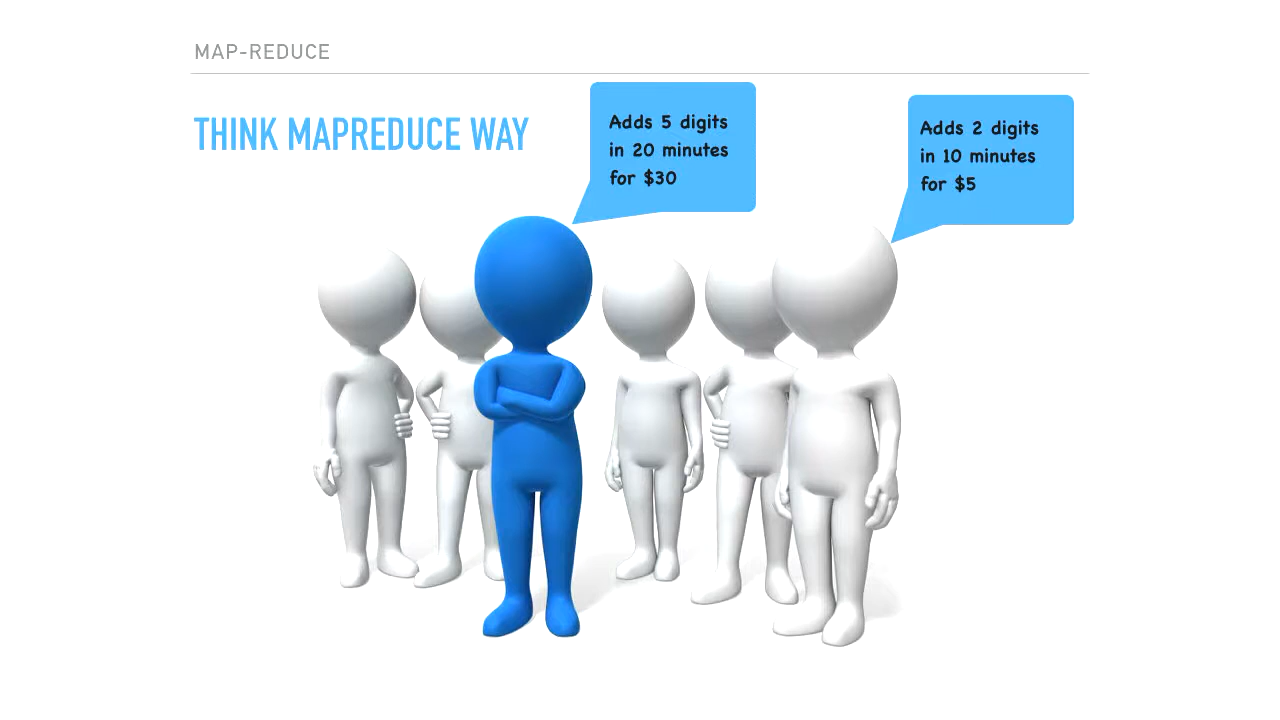 MAP-REDUCE
THINK MAPREDUCE WAY
Adds 5 digits
in 20 minutes
for $30
Adds 2 digits
in 10 minutes
for $5